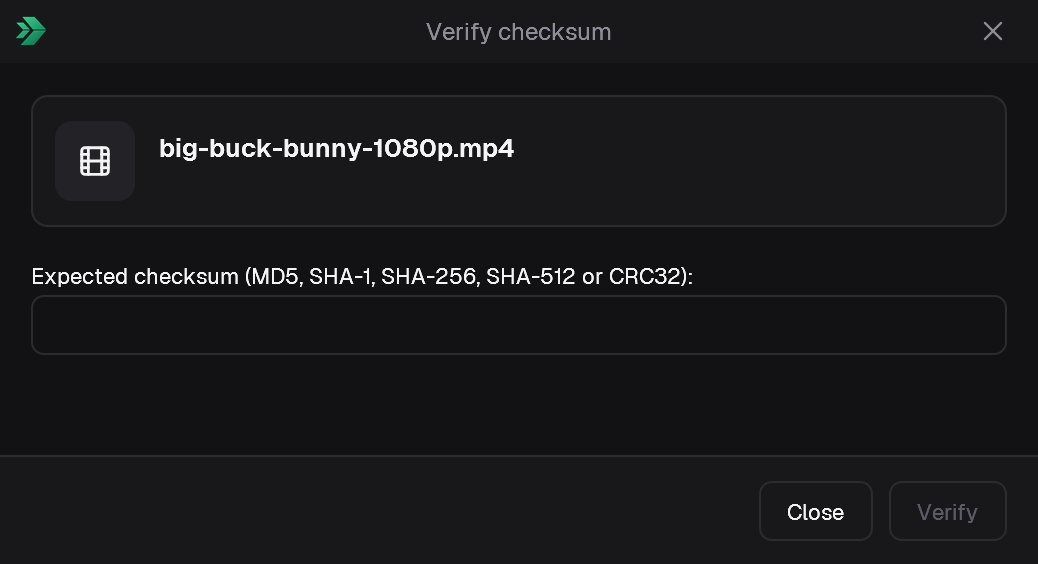 Verify checksum
big-buck-bunny-1080p.mp4
Expected checksum (MD5, SHA-1, SHA-256, SHA-512 or CRC32):
Close Verify